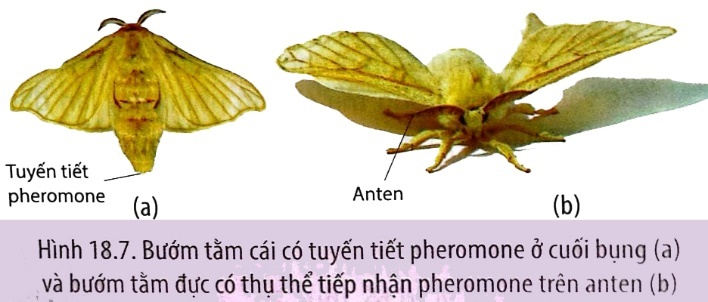 Tuyến tiết
pheromone
(a)
Anten
(b)
Hình 18.7. Bướm tằm cái có tuyến tiết pheromone ở cuối bụng (a)
và bướm tằm đực có thụ thể tiếp nhận pheromone trên anten (b)